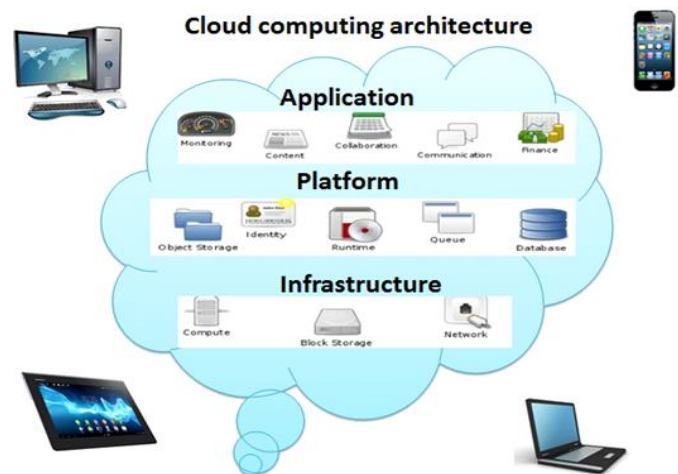 Cloud computing architecture
Application
Monitoring
Content
Collaboration
Communication
Finance
Platform
Object Storage
Identity
Runtime
Queue
Database
Infrastructure
Compute
Block Storage
Network